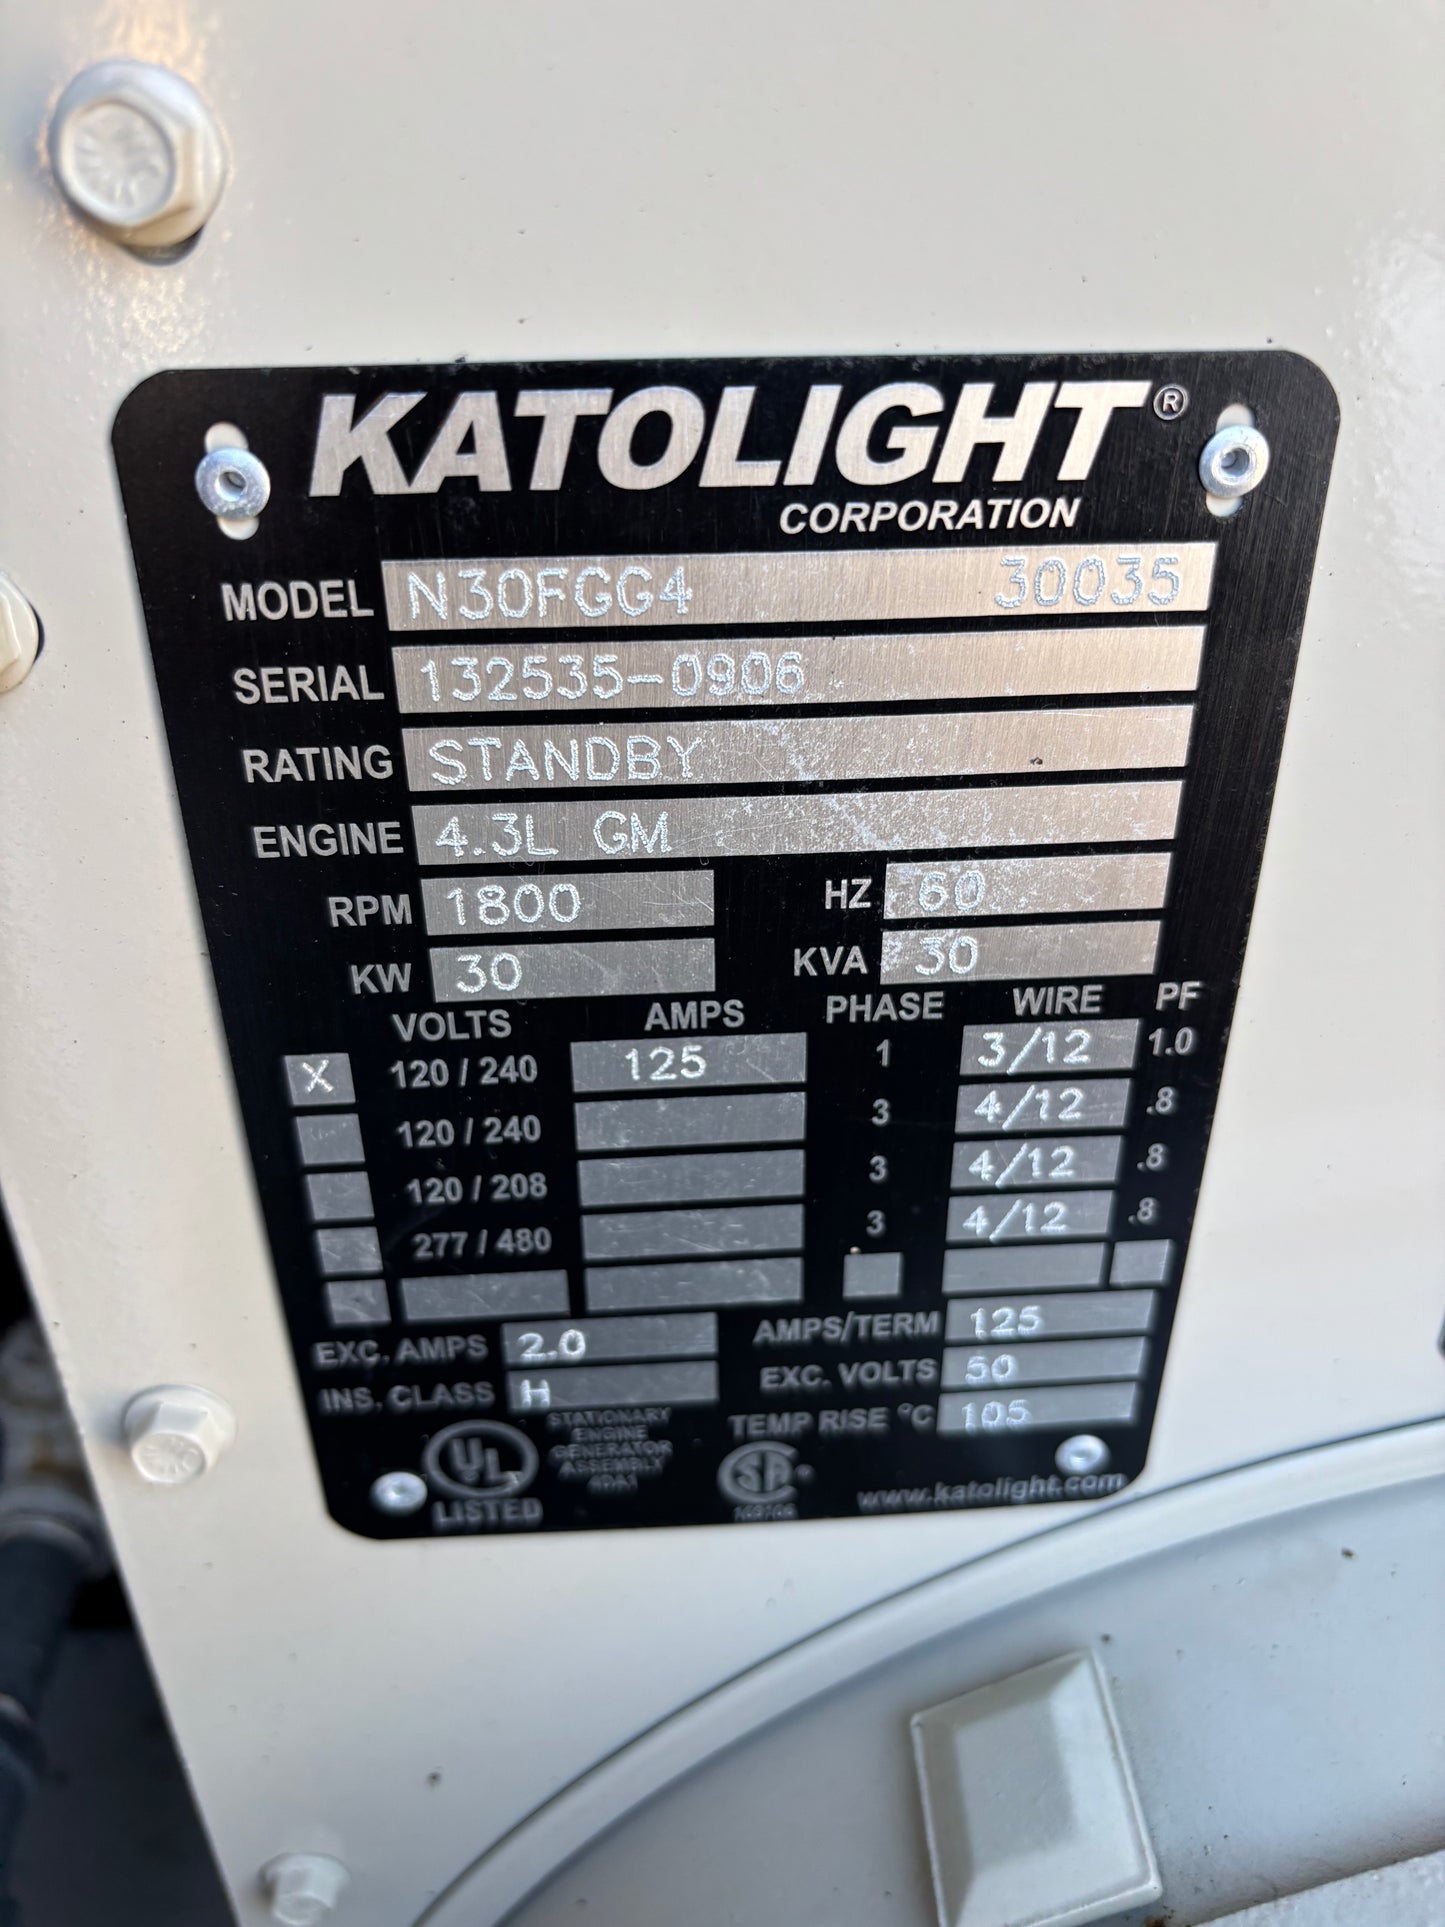 KATOLIGHT®
CORPORATION
MODEL N30FGG4 30035
SERIAL 132535-0906
RATING STANDBY
ENGINE 4.3L GM
RPM 1800 HZ 60
KW 30 KVA 30
VOLTS AMPS PHASE WIRE PF
X 120 / 240 125 1 3/12 1.0
120 / 240 3 4/12 .8
120 / 208 3 4/12 .8
277 / 480 3 4/12 .8
EXC. AMPS 2.0 AMPS/TERM 125
INS. CLASS H EXC. VOLTS 50
TEMP RISE °C 105
UL
LISTED
STATIONARY
ENGINE
GENERATOR
ASSEMBLY
SA
www.katolight.com